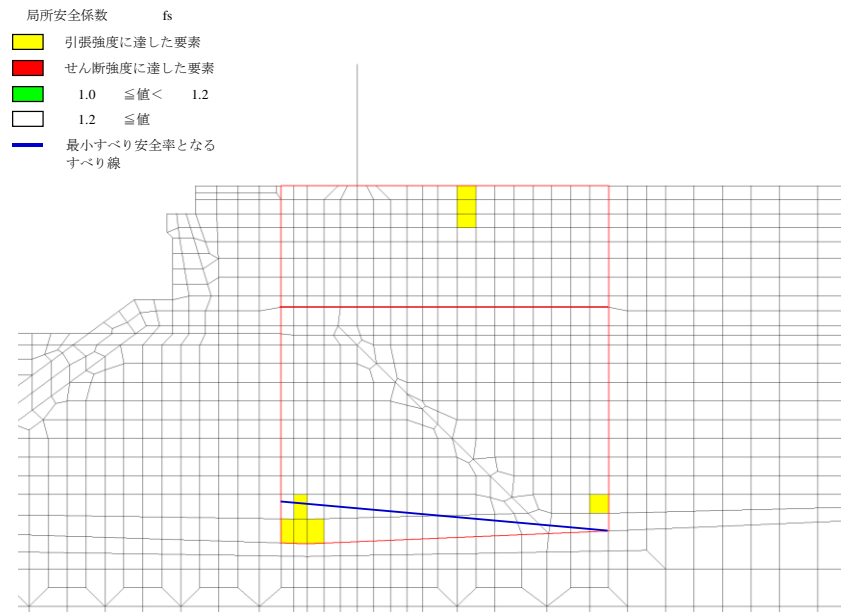 局所安全係数 fs
引張強度に達した要素
せん断強度に達した要素
1.0 ≦値< 1.2
1.2 ≦値
最小すべり安全率となる
すべり線